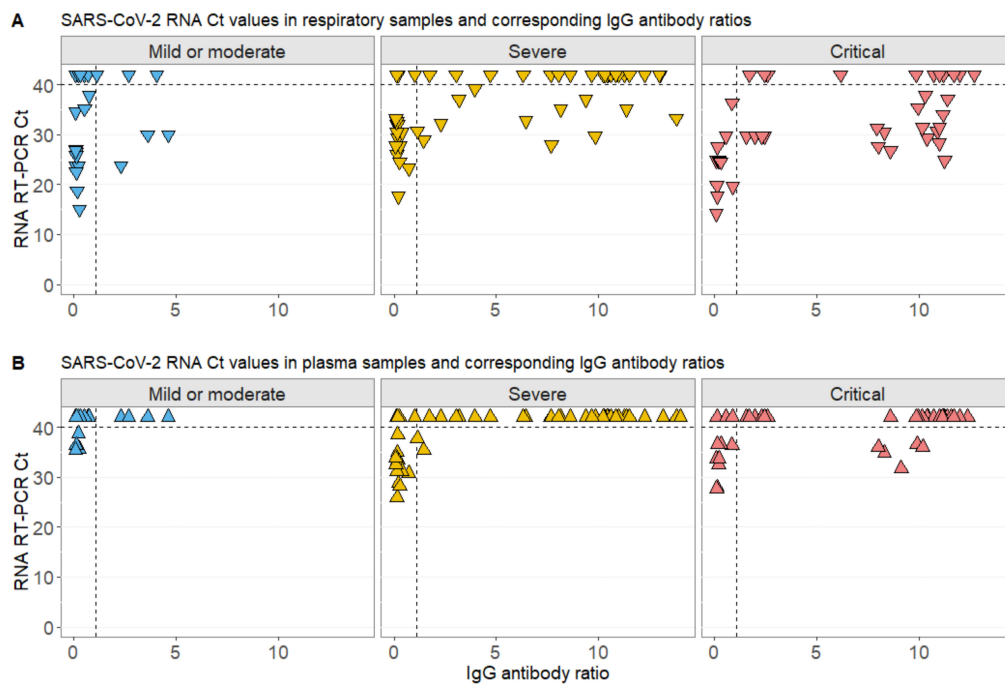 A SARS-CoV-2 RNA Ct values in respiratory samples and corresponding IgG antibody ratios
Mild or moderate Severe Critical
RNA RT-PCR Ct
40
30
20
10
0
0 5 10 0 5 10 0 5 10
B SARS-CoV-2 RNA Ct values in plasma samples and corresponding IgG antibody ratios
Mild or moderate Severe Critical
RNA RT-PCR Ct
40
30
20
10
0
0 5 10 0 5 10 0 5 10
IgG antibody ratio